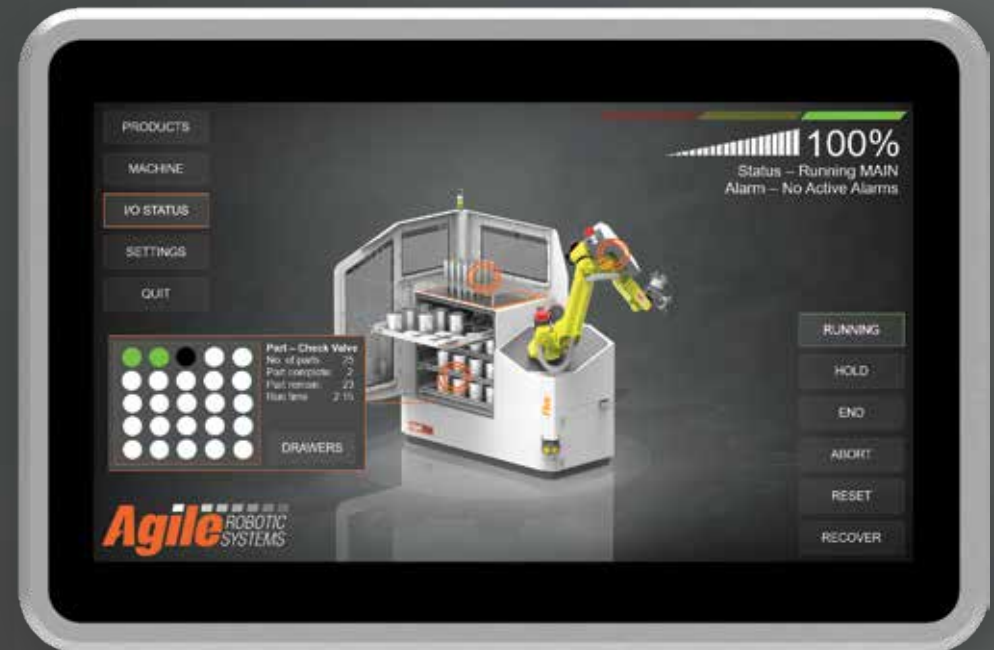 PRODUCTS
MACHINE
I/O STATUS
SETTINGS
QUIT
100%
Status – Running MAIN
Alarm – No Active Alarms
Part – Check Valve
No. of parts 25
Part complete: 2
Part remain: 23
Run time 2:15
DRAWERS
RUNNING
HOLD
END
ABORT
RESET
RECOVER
Agile ROBOTIC
SYSTEMS